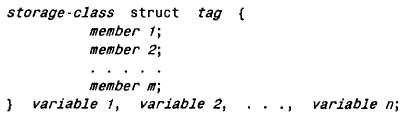 storage-class struct tag {
member 1;
member 2;
. . . . .
member m;
} variable 1, variable 2, . . ., variable n;